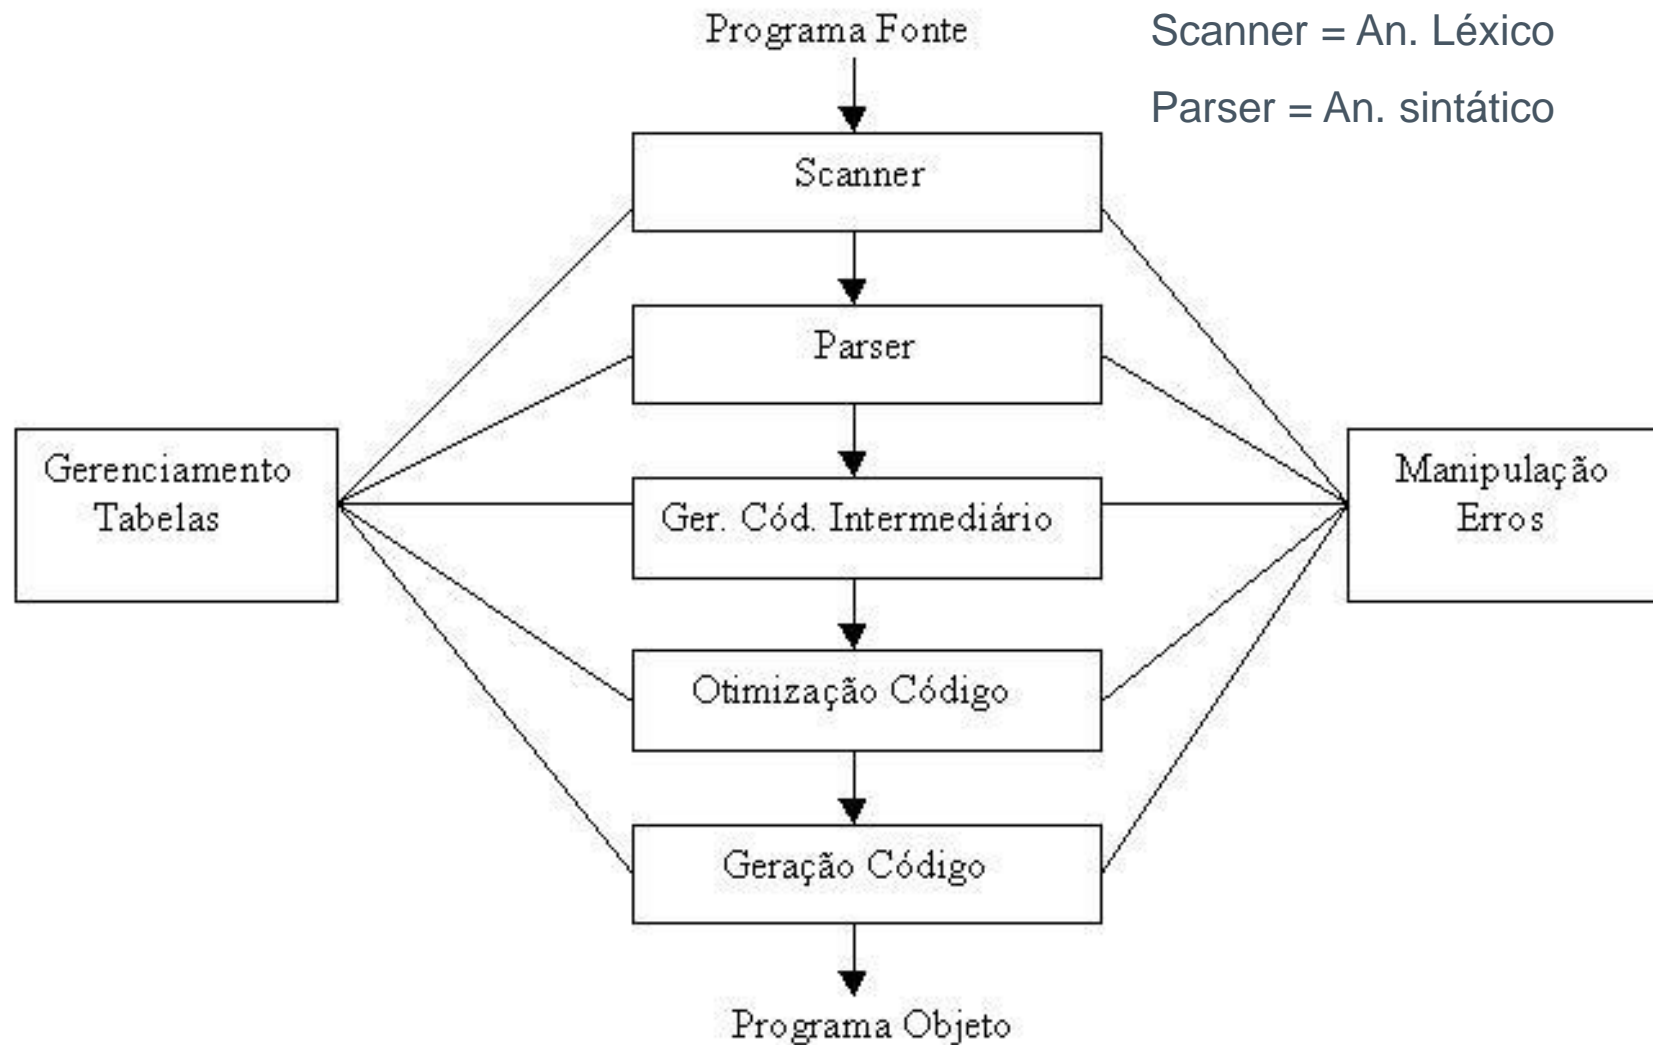 Programa Fonte
Scanner = An. Léxico
Parser = An. sintático
Scanner
Parser
Gerenciamento
Tabelas
Ger. Cód. Intermediário
Manipulação
Erros
Otimização Código
Geração Código
Programa Objeto